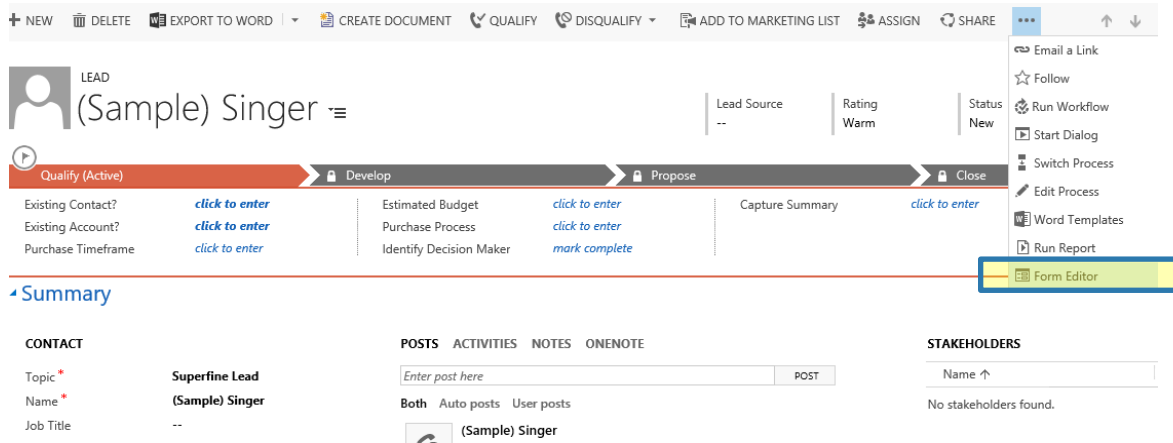 NEW DELETE EXPORT TO WORD CREATE DOCUMENT QUALIFY DISQUALIFY ADD TO MARKETING LIST ASSIGN SHARE •••
Email a Link
Follow
Run Workflow
Start Dialog
Switch Process
Edit Process
Word Templates
Run Report
Form Editor
LEAD
(Sample) Singer
Lead Source
--
Rating
Warm
Status
New
Qualify (Active) Develop Propose Close
Existing Contact? click to enter
Existing Account? click to enter
Purchase Timeframe click to enter
Estimated Budget click to enter
Purchase Process click to enter
Identify Decision Maker mark complete
Capture Summary click to enter
Summary
CONTACT
Topic* Superfine Lead
Name* (Sample) Singer
Job Title --
POSTS ACTIVITIES NOTES ONENOTE
Enter post here POST
Both Auto posts User posts
(Sample) Singer
STAKEHOLDERS
Name ↑
No stakeholders found.